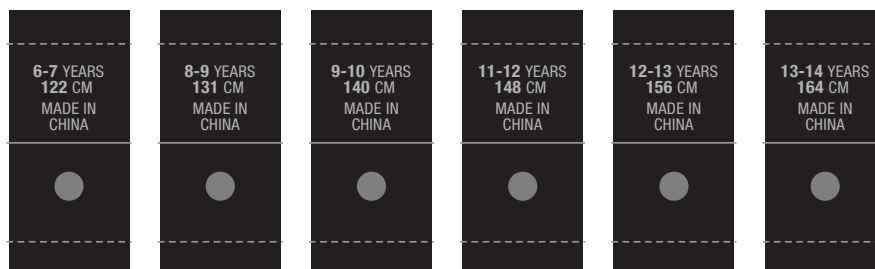 6-7 YEARS
122 CM
MADE IN
CHINA
8-9 YEARS
131 CM
MADE IN
CHINA
9-10 YEARS
140 CM
MADE IN
CHINA
11-12 YEARS
148 CM
MADE IN
CHINA
12-13 YEARS
156 CM
MADE IN
CHINA
13-14 YEARS
164 CM
MADE IN
CHINA